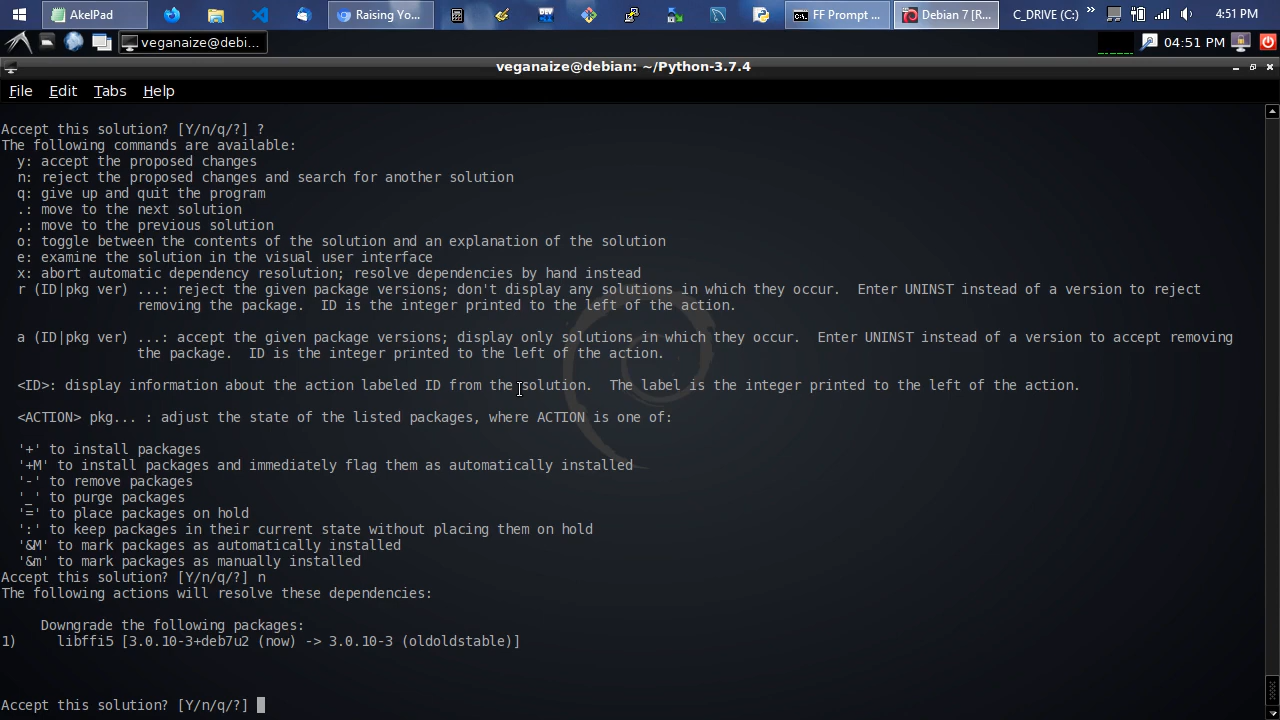 AkelPad
Raising Yo...
FF Prompt ...
Debian 7 [R...
C_DRIVE (C:)
4:51 PM
veganaize@debi...
04:51 PM
veganaize@debian: ~/Python-3.7.4
File Edit Tabs Help
Accept this solution? [Y/n/q/?] ?
The following commands are available:
y: accept the proposed changes
n: reject the proposed changes and search for another solution
q: give up and quit the program
.: move to the next solution
,: move to the previous solution
o: toggle between the contents of the solution and an explanation of the solution
e: examine the solution in the visual user interface
x: abort automatic dependency resolution; resolve dependencies by hand instead
r (ID|pkg ver) ...: reject the given package versions; don't display any solutions in which they occur.  Enter UNINST instead of a version to reject
removing the package.  ID is the integer printed to the left of the action.
a (ID|pkg ver) ...: accept the given package versions; display only solutions in which they occur.  Enter UNINST instead of a version to accept removing
the package.  ID is the integer printed to the left of the action.
<ID>: display information about the action labeled ID from the solution.  The label is the integer printed to the left of the action.
<ACTION> pkg... : adjust the state of the listed packages, where ACTION is one of:
'+' to install packages
'+M' to install packages and immediately flag them as automatically installed
'-' to remove packages
'_' to purge packages
'=' to place packages on hold
':' to keep packages in their current state without placing them on hold
'&M' to mark packages as automatically installed
'&m' to mark packages as manually installed
Accept this solution? [Y/n/q/?] n
The following actions will resolve these dependencies:
Downgrade the following packages:
1)     libffi5 [3.0.10-3+deb7u2 (now) -> 3.0.10-3 (oldoldstable)]
Accept this solution? [Y/n/q/?]